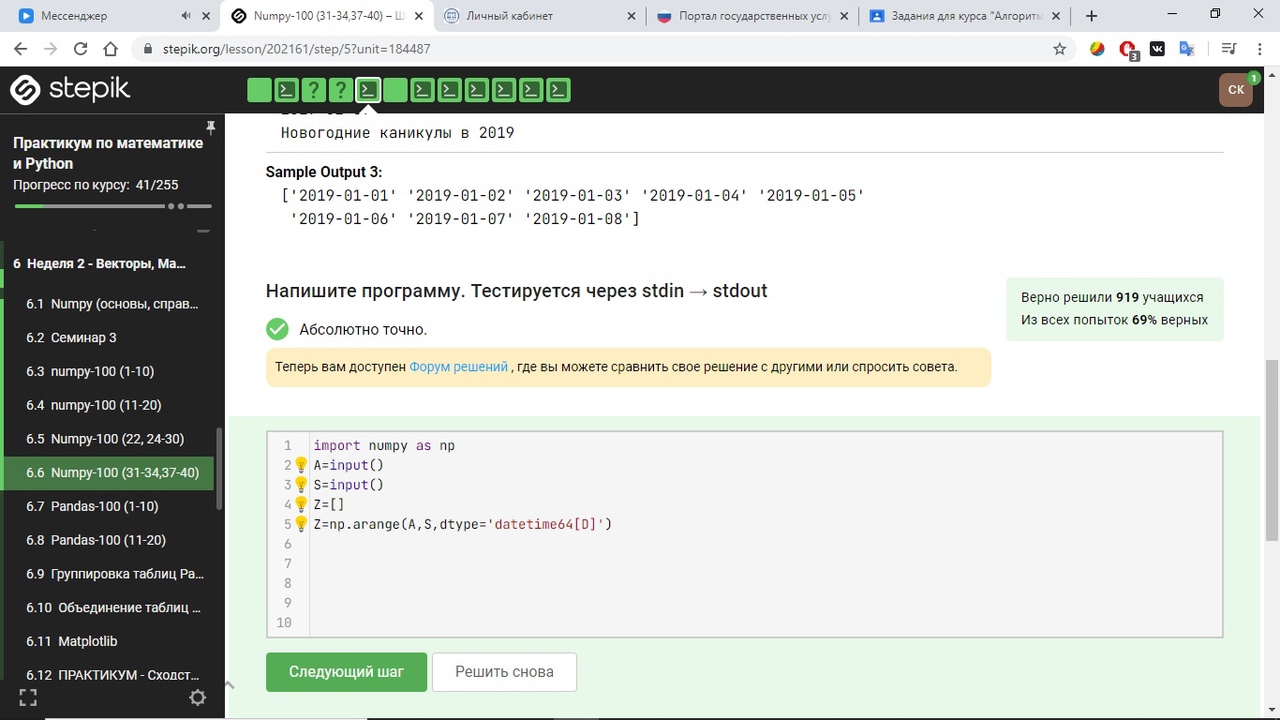 Мессенджер
Numpy-100 (31-34,37-40) – Ш
Личный кабинет
Портал государственных услу
Задания для курса "Алгоритм
stepik.org/lesson/202161/step/5?unit=184487
3
stepik
СК
1
Практикум по математике
и Python
Прогресс по курсу: 41/255
6 Неделя 2 - Векторы, Ма...
6.1 Numpy (основы, справ...
6.2 Семинар 3
6.3 numpy-100 (1-10)
6.4 numpy-100 (11-20)
6.5 Numpy-100 (22, 24-30)
6.6 Numpy-100 (31-34,37-40)
6.7 Pandas-100 (1-10)
6.8 Pandas-100 (11-20)
6.9 Группировка таблиц Pa...
6.10 Объединение таблиц ...
6.11 Matplotlib
6.12 ПРАКТИКУМ - Сходст...
Новогодние каникулы в 2019
Sample Output 3:
['2019-01-01' '2019-01-02' '2019-01-03' '2019-01-04' '2019-01-05'
'2019-01-06' '2019-01-07' '2019-01-08']
Напишите программу. Тестируется через stdin → stdout
Верно решили 919 учащихся
Из всех попыток 69% верных
Абсолютно точно.
Теперь вам доступен Форум решений , где вы можете сравнить свое решение с другими или спросить совета.
1 import numpy as np
2 A=input()
3 S=input()
4 Z=[]
5 Z=np.arange(A,S,dtype='datetime64[D]')
6
7
8
9
10
Следующий шаг
Решить снова